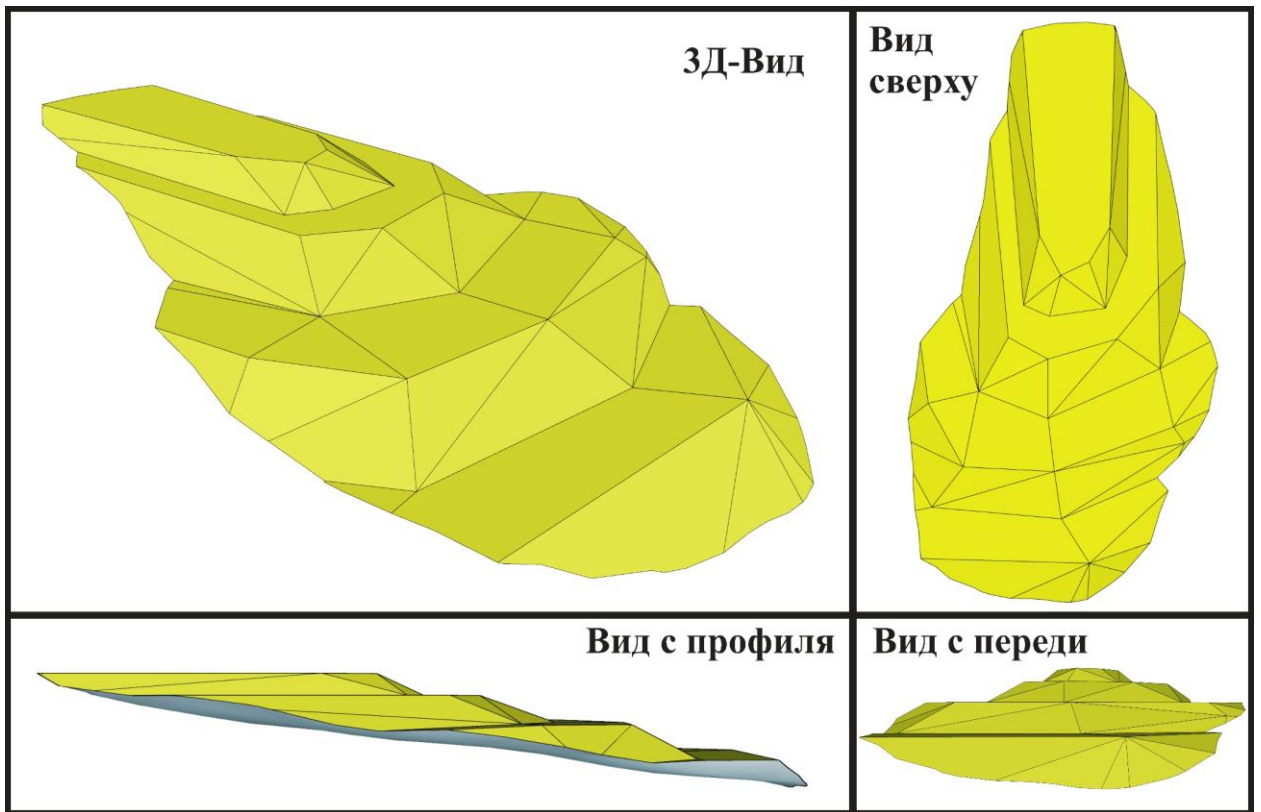 3Д-Вид
Вид
сверху
Вид с профиля
Вид с переди